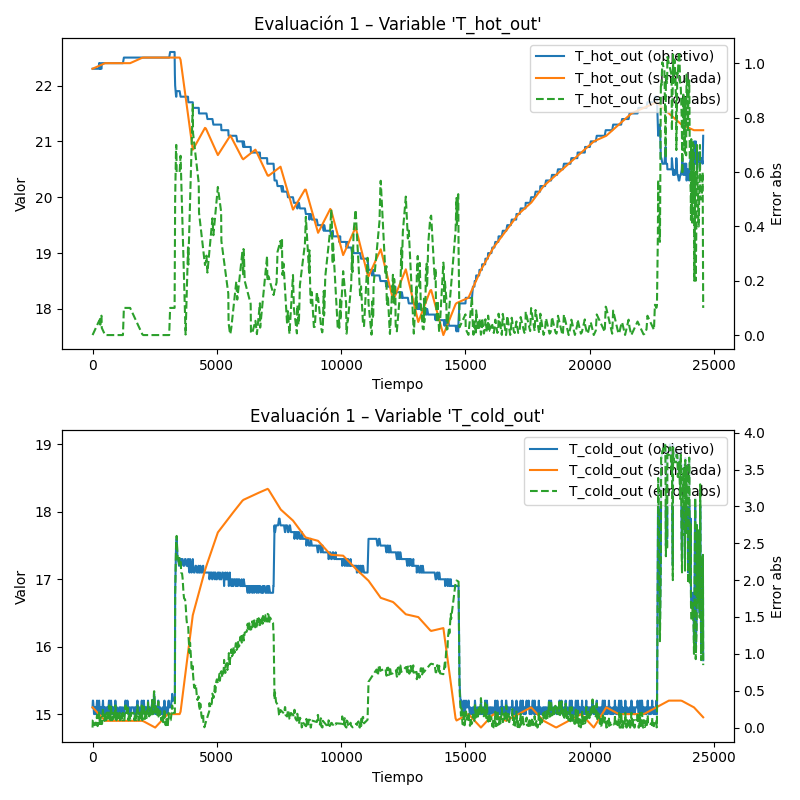 Evaluación 1 – Variable 'T_hot_out'
T_hot_out (objetivo)
T_hot_out (simulada)
T_hot_out (error abs)
Valor
22
21
20
19
18
1.0
0.8
0.6
0.4
0.2
0.0
Error abs
0
5000
10000
15000
20000
25000
Tiempo
Evaluación 1 – Variable 'T_cold_out'
T_cold_out (objetivo)
T_cold_out (simulada)
T_cold_out (error abs)
Valor
19
18
17
16
15
4.0
3.5
3.0
2.5
2.0
1.5
1.0
0.5
0.0
Error abs
0
5000
10000
15000
20000
25000
Tiempo